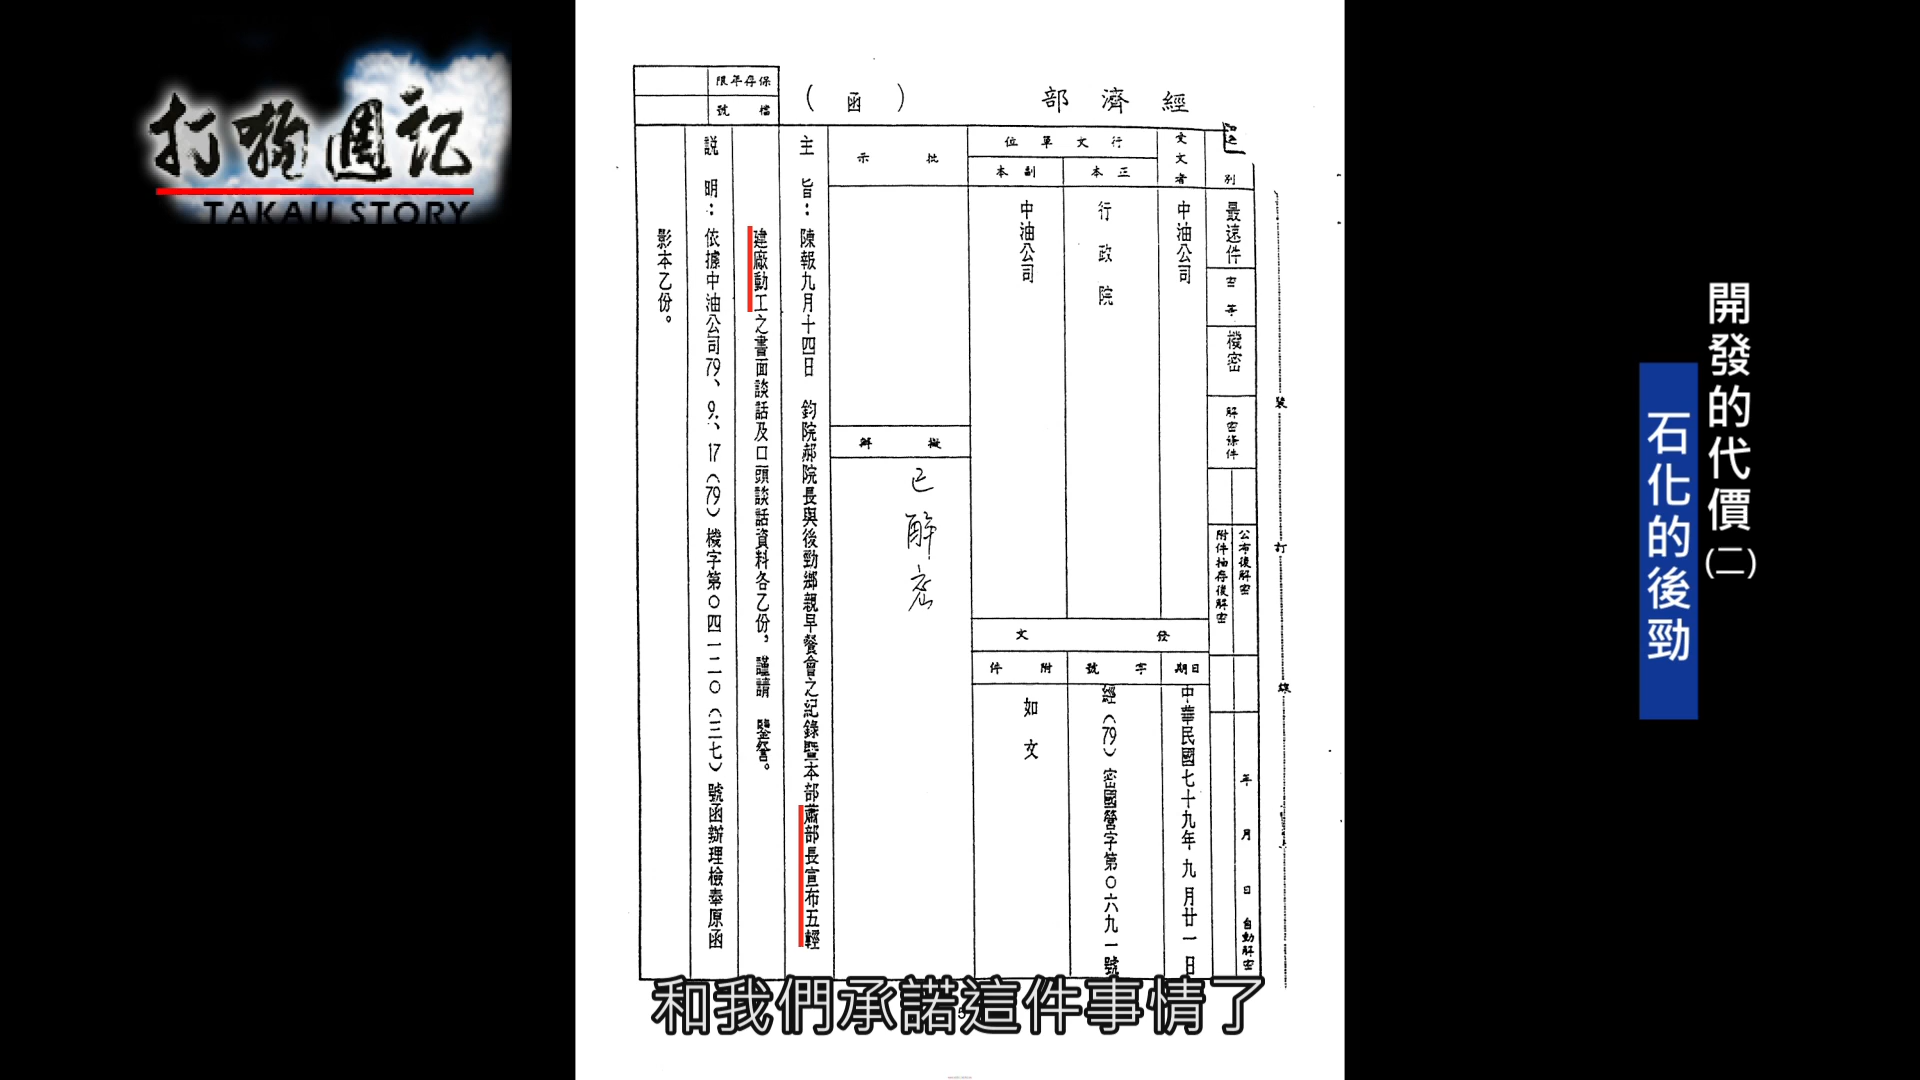 打狗週記
TAKAU STORY
開發的代價(二)
石化的後勁
經濟部
(函)
保存年限
檔號
別
最速件
密等
機密
解密條件
公布後解密
附件抽存後解密
年月日自動解密
受文者
中油公司
行文單位
正本
行政院
副本
中油公司
發文
日期
中華民國七十九年九月廿一日
字號
經(79)密國營字第○六九一號
附件
如文
批示
擬辦
已解密
主旨:陳報九月十四日 鈞院郝院長與後勁鄉親早餐會之紀錄暨本部蕭部長宣布五輕
建廠動工之書面談話及口頭談話資料各乙份,謹請 鑒詧。
說明:依據中油公司79、9.、17(79)機字第○四一二○(三七)號函辦理檢奉原函
影本乙份。
裝
訂
線
和我們承諾這件事情了